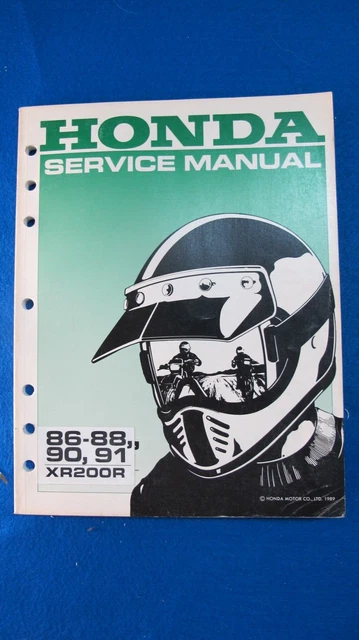 HONDA
SERVICE MANUAL
86-88,,
90, 91
XR200R
© HONDA MOTOR CO., LTD. 1989